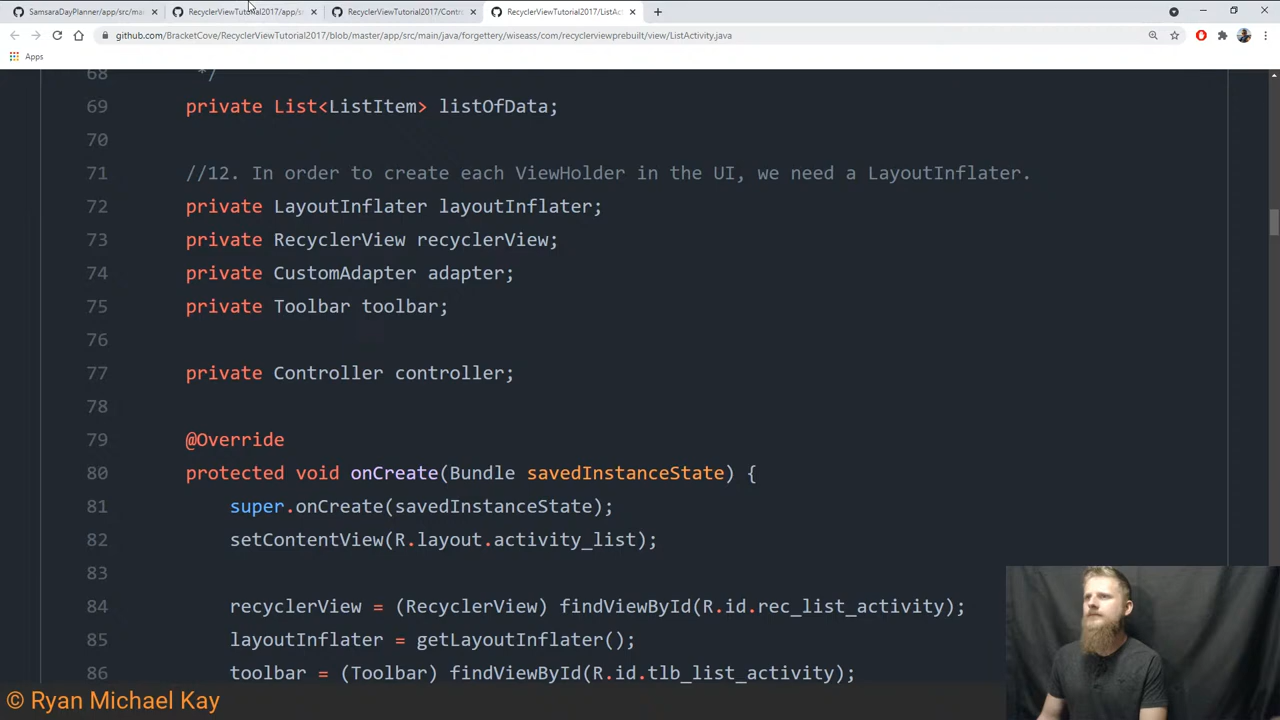 SamsaraDayPlanner/app/src/ma
RecyclerViewTutorial2017/app/s
RecyclerViewTutorial2017/Contr
RecyclerViewTutorial2017/ListAc
github.com/BracketCove/RecyclerViewTutorial2017/blob/master/app/src/main/java/forgettery/wiseass/com/recyclerviewprebuilt/view/ListActivity.java
Apps
68 */
69 private List<ListItem> listOfData;
70
71 //12. In order to create each ViewHolder in the UI, we need a LayoutInflater.
72 private LayoutInflater layoutInflater;
73 private RecyclerView recyclerView;
74 private CustomAdapter adapter;
75 private Toolbar toolbar;
76
77 private Controller controller;
78
79 @Override
80 protected void onCreate(Bundle savedInstanceState) {
81 super.onCreate(savedInstanceState);
82 setContentView(R.layout.activity_list);
83
84 recyclerView = (RecyclerView) findViewById(R.id.rec_list_activity);
85 layoutInflater = getLayoutInflater();
86 toolbar = (Toolbar) findViewById(R.id.tlb_list_activity);
© Ryan Michael Kay